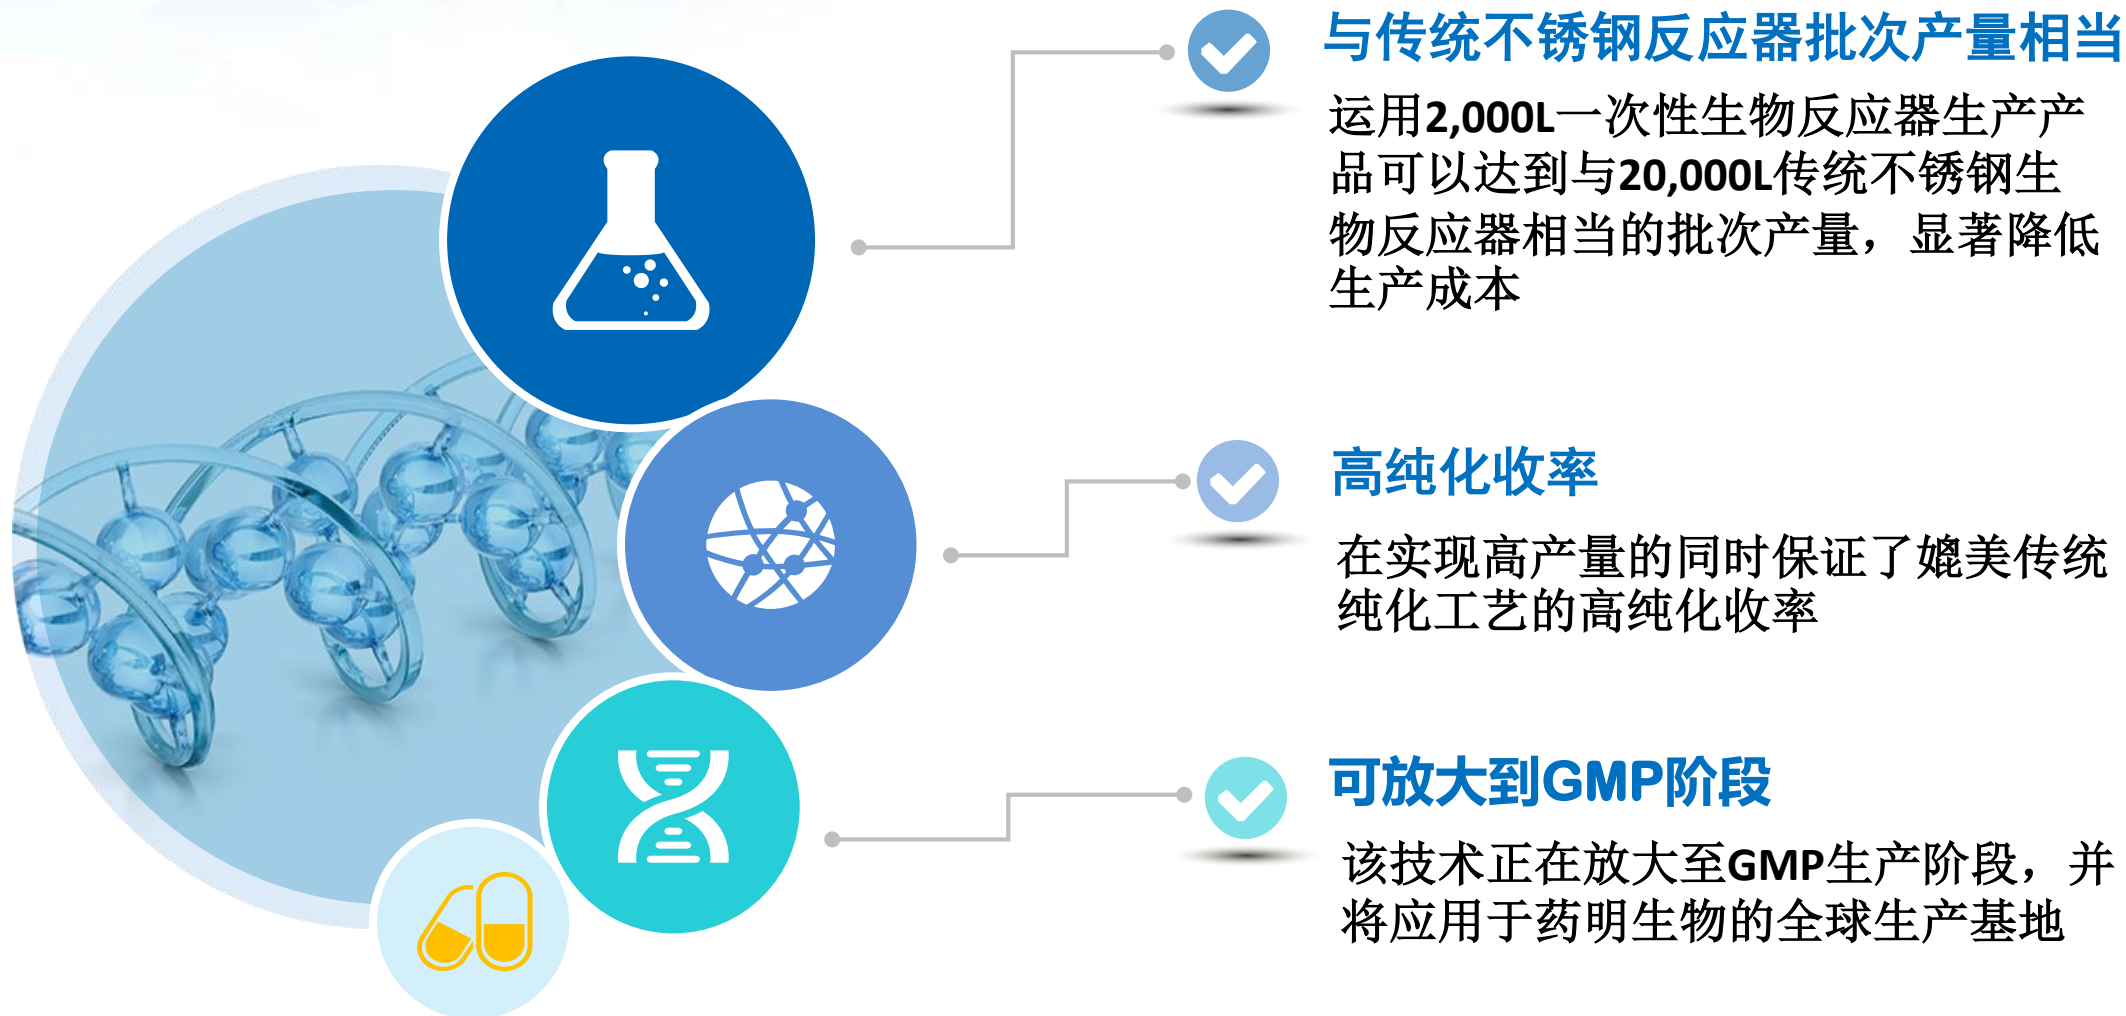 与传统不锈钢反应器批次产量相当
运用2,000L一次性生物反应器生产产
品可以达到与20,000L传统不锈钢生
物反应器相当的批次产量，显著降低
生产成本
高纯化收率
在实现高产量的同时保证了媲美传统
纯化工艺的高纯化收率
可放大到GMP阶段
该技术正在放大至GMP生产阶段，并
将应用于药明生物的全球生产基地